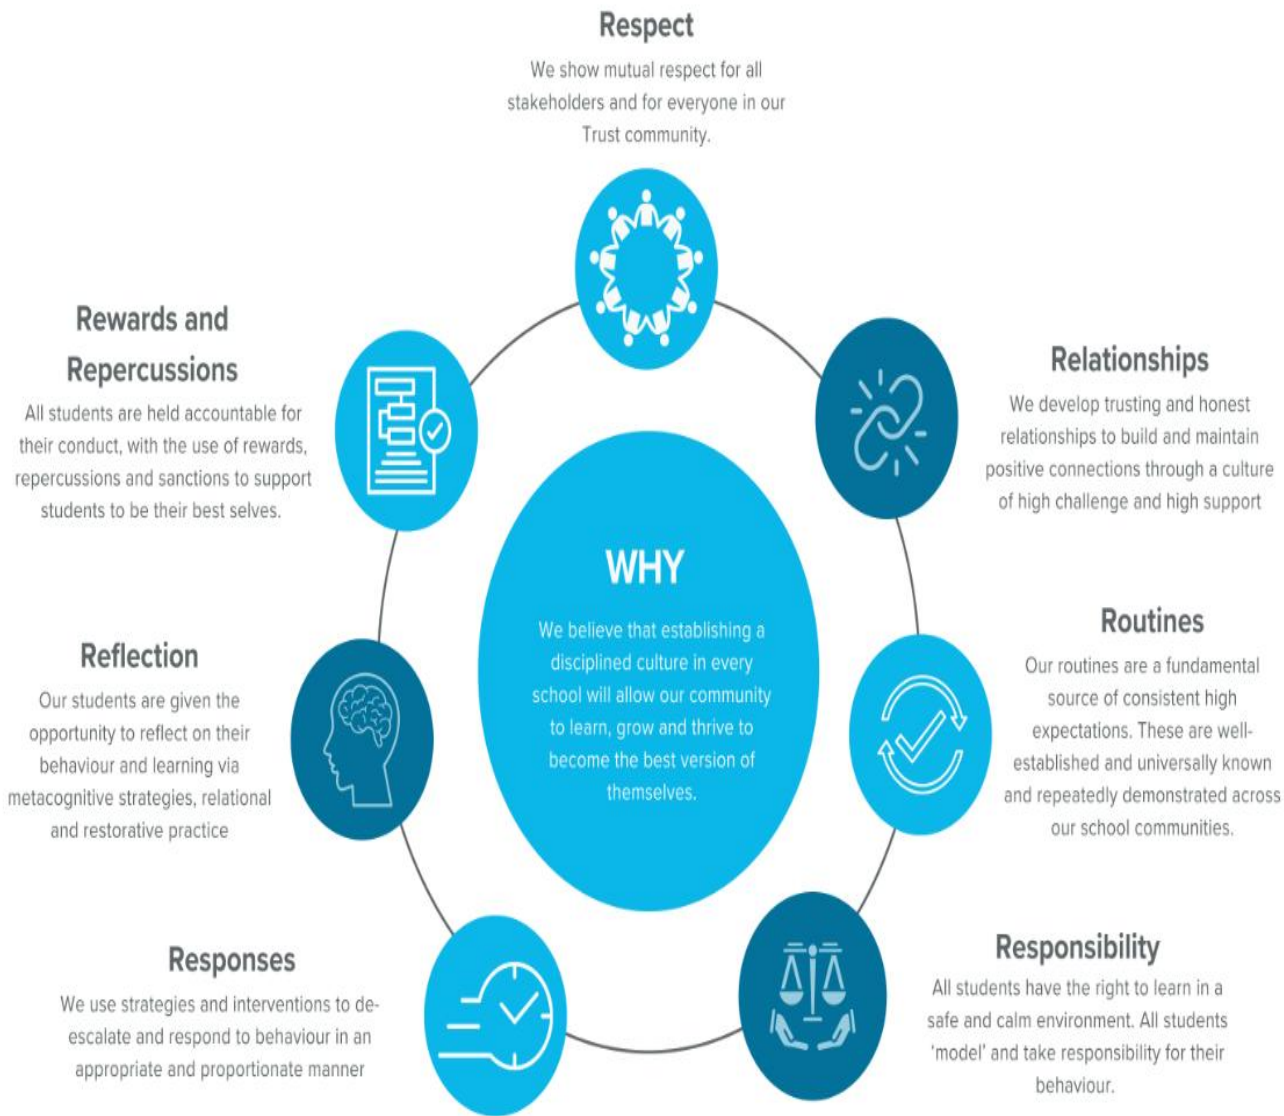 Respect
We show mutual respect for all
stakeholders and for everyone in our
Trust community.
Relationships
We develop trusting and honest
relationships to build and maintain
positive connections through a culture
of high challenge and high support
Routines
Our routines are a fundamental
source of consistent high
expectations. These are well-
established and universally known
and repeatedly demonstrated across
our school communities.
Responsibility
All students have the right to learn in a
safe and calm environment. All students
‘model’ and take responsibility for their
behaviour.
Responses
We use strategies and interventions to de-
escalate and respond to behaviour in an
appropriate and proportionate manner
Reflection
Our students are given the
opportunity to reflect on their
behaviour and learning via
metacognitive strategies, relational
and restorative practice
Rewards and
Repercussions
All students are held accountable for
their conduct, with the use of rewards,
repercussions and sanctions to support
students to be their best selves.
WHY
We believe that establishing a
disciplined culture in every
school will allow our community
to learn, grow and thrive to
become the best version of
themselves.